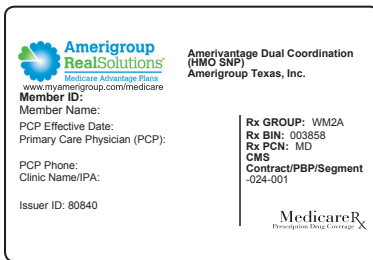 Amerigroup
RealSolutions®
Medicare Advantage Plans
www.myamerigroup.com/medicare
Amerivantage Dual Coordination
(HMO SNP)
Amerigroup Texas, Inc.
Member ID:
Member Name:
PCP Effective Date:
Primary Care Physician (PCP):
PCP Phone:
Clinic Name/IPA:
Issuer ID: 80840
Rx GROUP: WM2A
Rx BIN: 003858
Rx PCN: MD
CMS
Contract/PBP/Segment
-024-001
MedicareRx
Prescription Drug Coverage